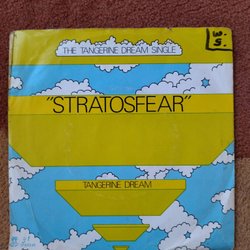 W.
S.
THE TANGERINE DREAM SINGLE
"STRATOSFEAR"
TANGERINE DREAM